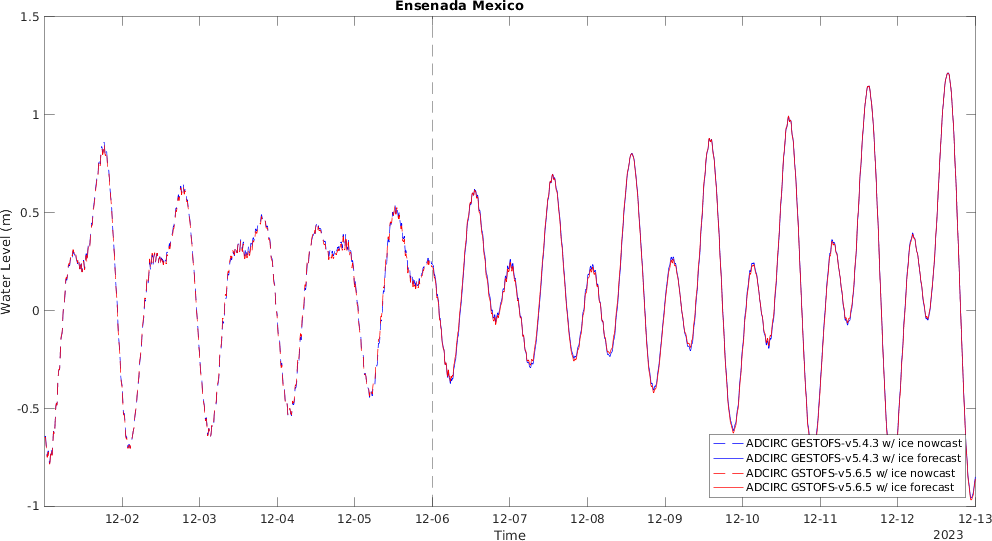 Ensenada Mexico
1.5
1
0.5
0
-0.5
-1
Water Level (m)
12-02 12-03 12-04 12-05 12-06 12-07 12-08 12-09 12-10 12-11 12-12 12-13
Time
2023
ADCIRC GESTOFS-v5.4.3 w/ ice nowcast
ADCIRC GESTOFS-v5.4.3 w/ ice forecast
ADCIRC GSTOFS-v5.6.5 w/ ice nowcast
ADCIRC GSTOFS-v5.6.5 w/ ice forecast